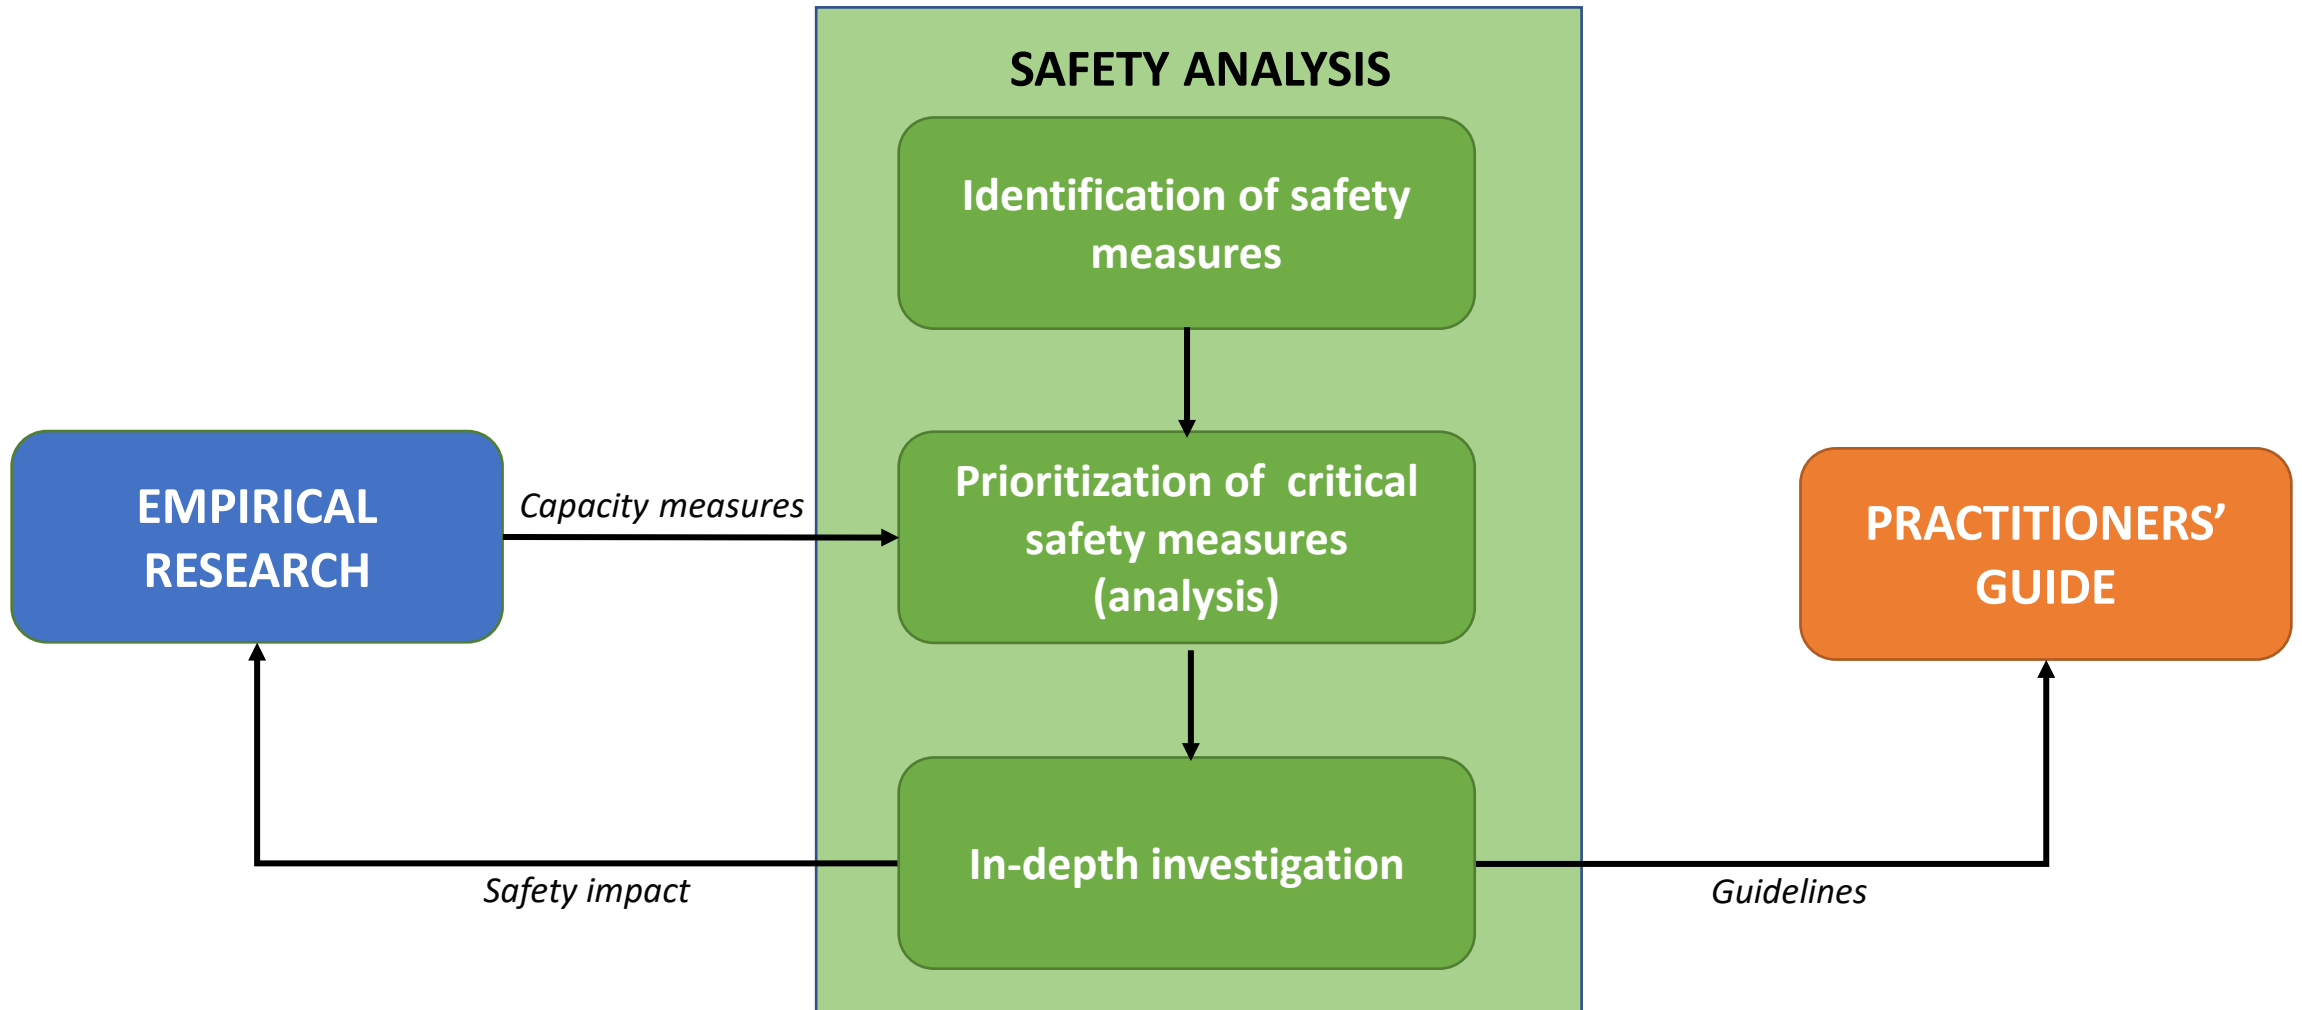 SAFETY ANALYSIS
Identification of safety
measures
EMPIRICAL
RESEARCH
Capacity measures
Prioritization of  critical
safety measures
(analysis)
PRACTITIONERS’
GUIDE
In-depth investigation
Safety impact
Guidelines